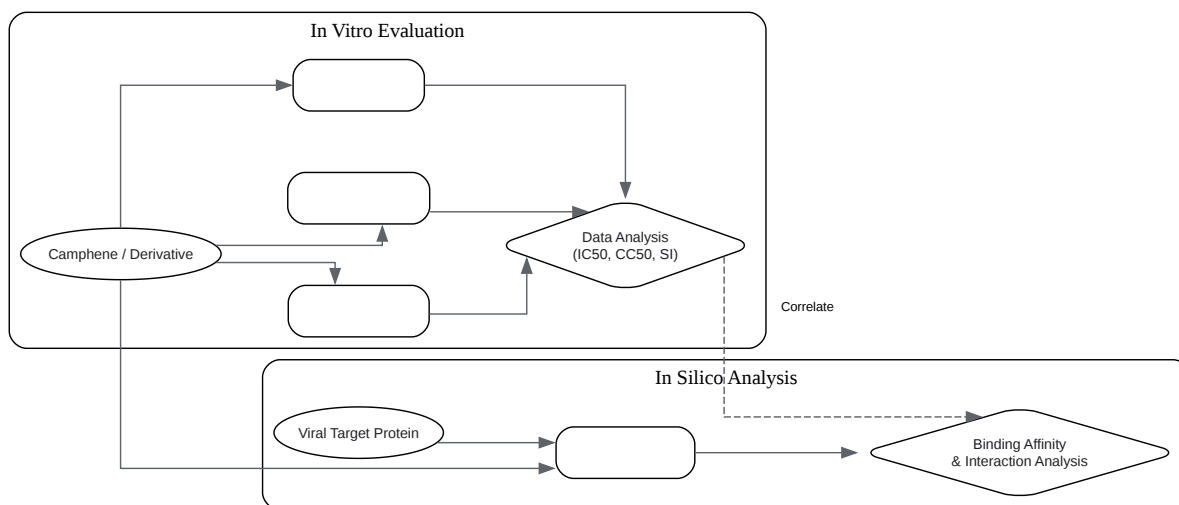 In Vitro Evaluation
Camphene / Derivative
Data Analysis
(IC50, CC50, SI)
Correlate
In Silico Analysis
Viral Target Protein
Binding Affinity
& Interaction Analysis